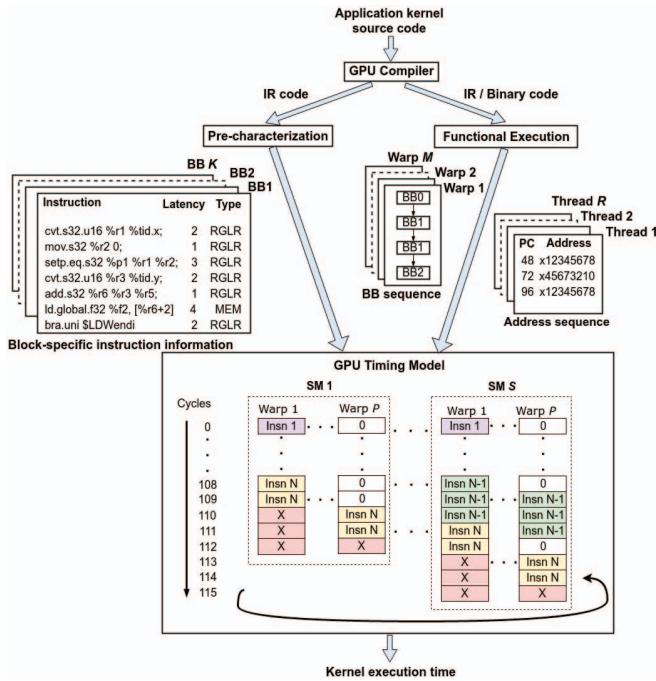 Application kernel
source code
GPU Compiler
IR code
IR / Binary code
Pre-characterization
Functional Execution
BB K
BB2
BB1
Instruction Latency Type
cvt.s32.u16 %r1 %tid.x; 2 RGLR
mov.s32 %r2 0; 1 RGLR
setp.eq.s32 %p1 %r1 %r2; 3 RGLR
cvt.s32.u16 %r3 %tid.y; 2 RGLR
add.s32 %r6 %r3 %r5; 1 RGLR
ld.global.f32 %f2, [%r6+2] 4 MEM
bra.uni $LDWendi 2 RGLR
Block-specific instruction information
Warp M
Warp 2
Warp 1
BB0
BB1
BB1
BB2
BB sequence
Thread R
Thread 2
Thread 1
PC Address
48 x12345678
72 x45673210
96 x12345678
Address sequence
GPU Timing Model
SM 1 SM S
Cycles Warp 1 Warp P Warp 1 Warp P
0 Insn 1 0 Insn 1 0
108 Insn N 0 Insn N-1 0
109 Insn N 0 Insn N-1 Insn N-1
110 X Insn N Insn N-1 Insn N-1
111 X Insn N Insn N Insn N-1
112 X X Insn N 0
113 X Insn N
114 X Insn N
115 X X
Kernel execution time